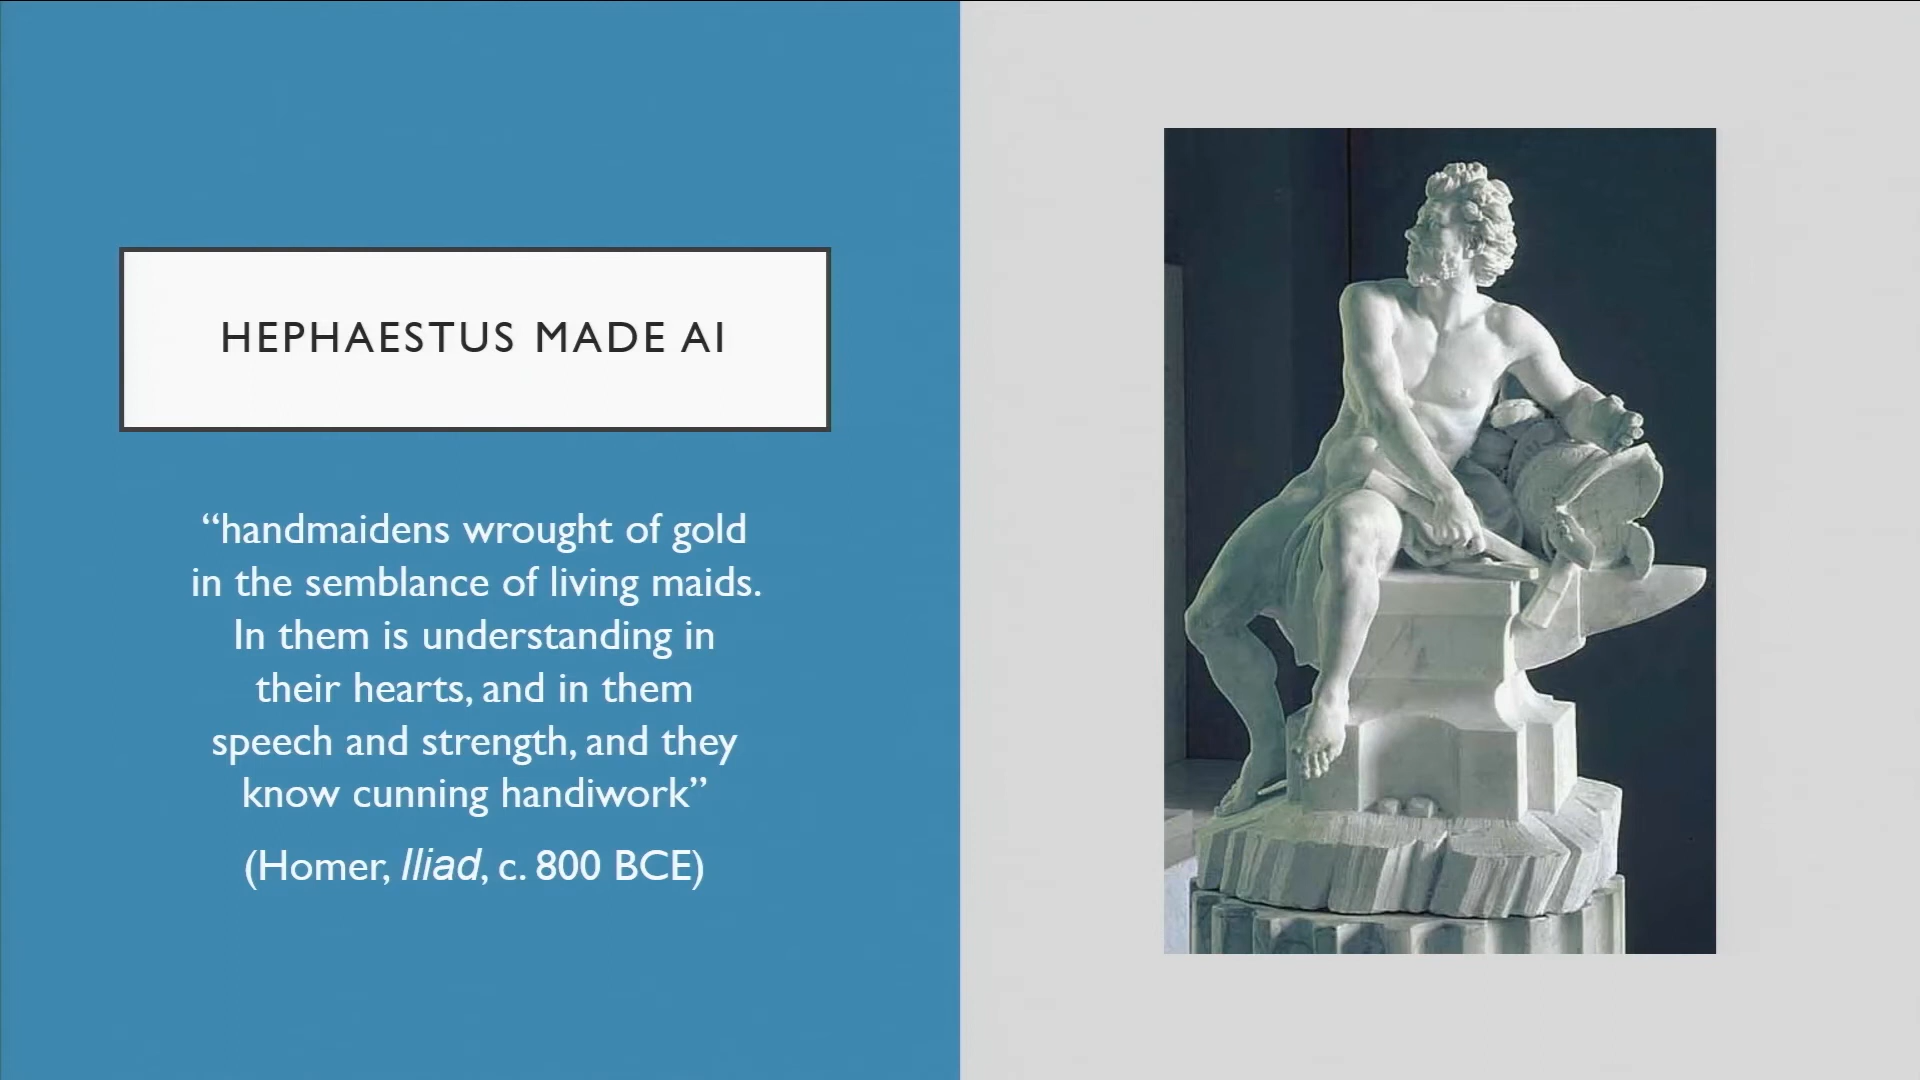 HEPHAESTUS MADE AI
“handmaidens wrought of gold
in the semblance of living maids.
In them is understanding in
their hearts, and in them
speech and strength, and they
know cunning handiwork”
(Homer, Iliad, c. 800 BCE)